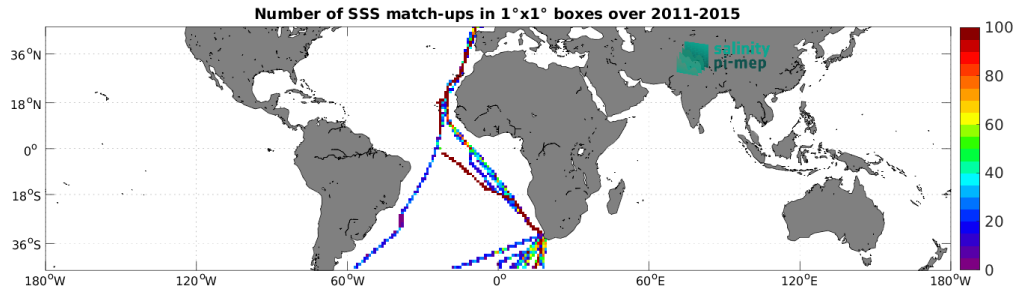 Number of SSS match-ups in 1°x1° boxes over 2011-2015
100
36°N
salinity
pi-mep
80
18°N
60
0°
40
18°S
20
36°S
0
180°W 120°W 60°W 0° 60°E 120°E 180°E